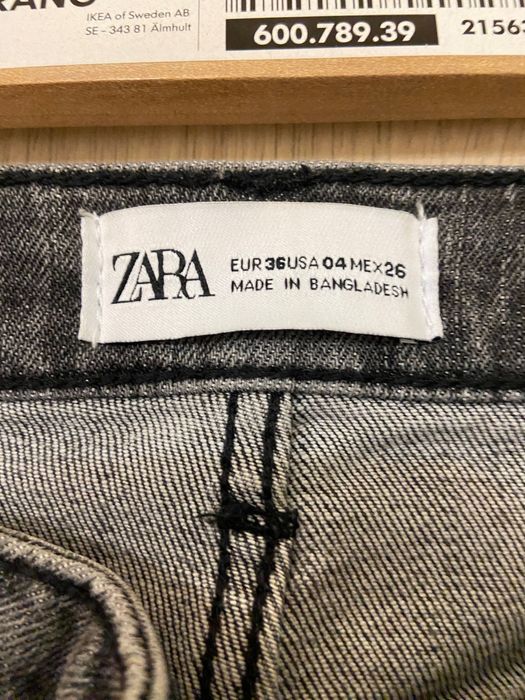 IKEA of Sweden AB
SE - 343 81 Älmhult
600.789.39
ZARA
EUR 36 USA 04 MEX 26
MADE IN BANGLADESH